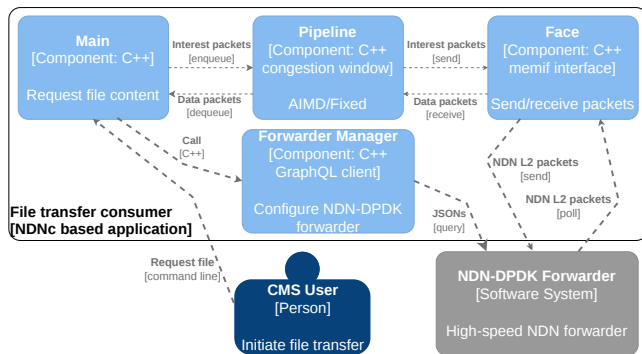 Main
[Component: C++]
Request file content
Interest packets
[enqueue]
Data packets
[dequeue]
Pipeline
[Component: C++
congestion window]
AIMD/Fixed
Interest packets
[send]
Data packets
[receive]
Face
[Component: C++
memif interface]
Send/receive packets
Call
[C++]
Forwarder Manager
[Component: C++
GraphQL client]
Configure NDN-DPDK
forwarder
NDN L2 packets
[send]
NDN L2 packets
[poll]
JSONs
[query]
File transfer consumer
[NDNc based application]
Request file
[command line]
CMS User
[Person]
Initiate file transfer
NDN-DPDK Forwarder
[Software System]
High-speed NDN forwarder